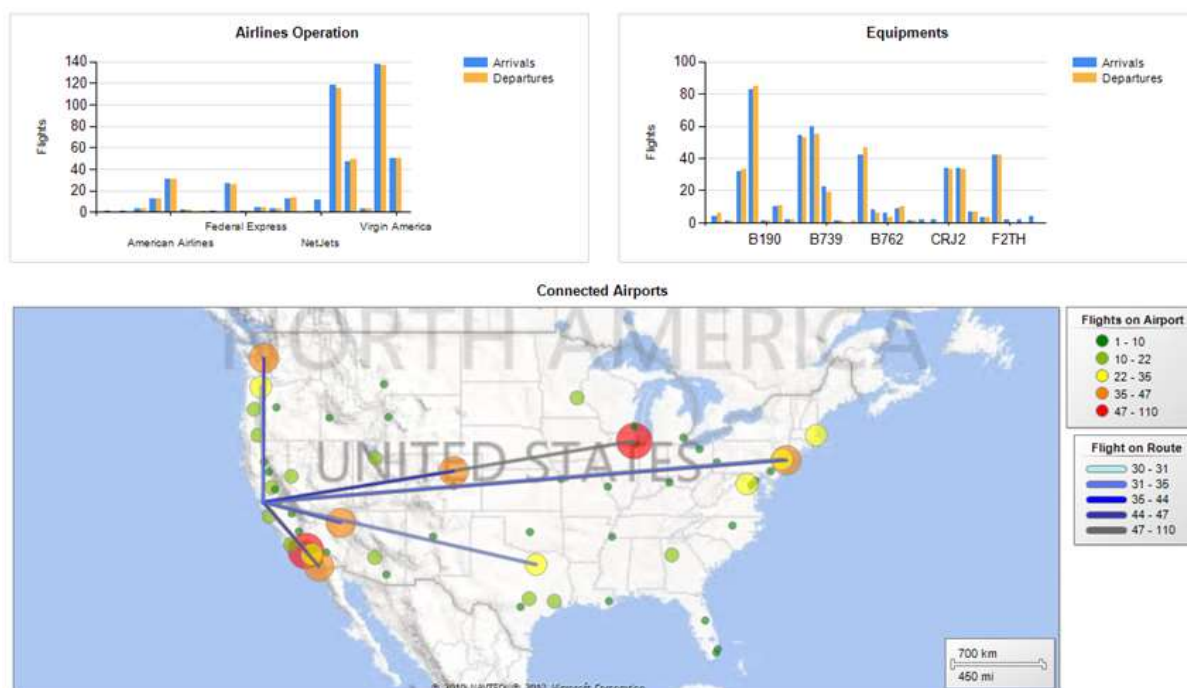 Airlines Operation
140
120
100
80
60
40
20
0
Flights
American Airlines
Federal Express
NetJets
Virgin America
Arrivals
Departures
Equipments
100
80
60
40
20
0
Flights
B190
B739
B762
CRJ2
F2TH
Arrivals
Departures
Connected Airports
NORTH AMERICA
UNITED STATES
Flights on Airport
1 - 10
10 - 22
22 - 35
35 - 47
47 - 110
Flight on Route
30 - 31
31 - 35
35 - 44
44 - 47
47 - 110
700 km
450 mi